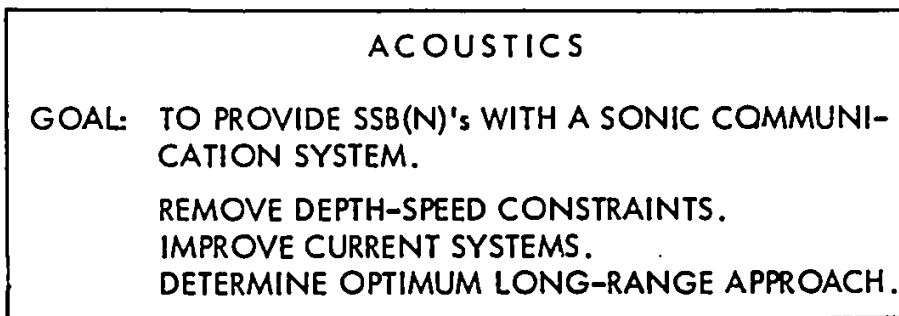 ACOUSTICS
GOAL: TO PROVIDE SSB(N)'s WITH A SONIC COMMUNI-
CATION SYSTEM.
REMOVE DEPTH-SPEED CONSTRAINTS.
IMPROVE CURRENT SYSTEMS.
DETERMINE OPTIMUM LONG-RANGE APPROACH.